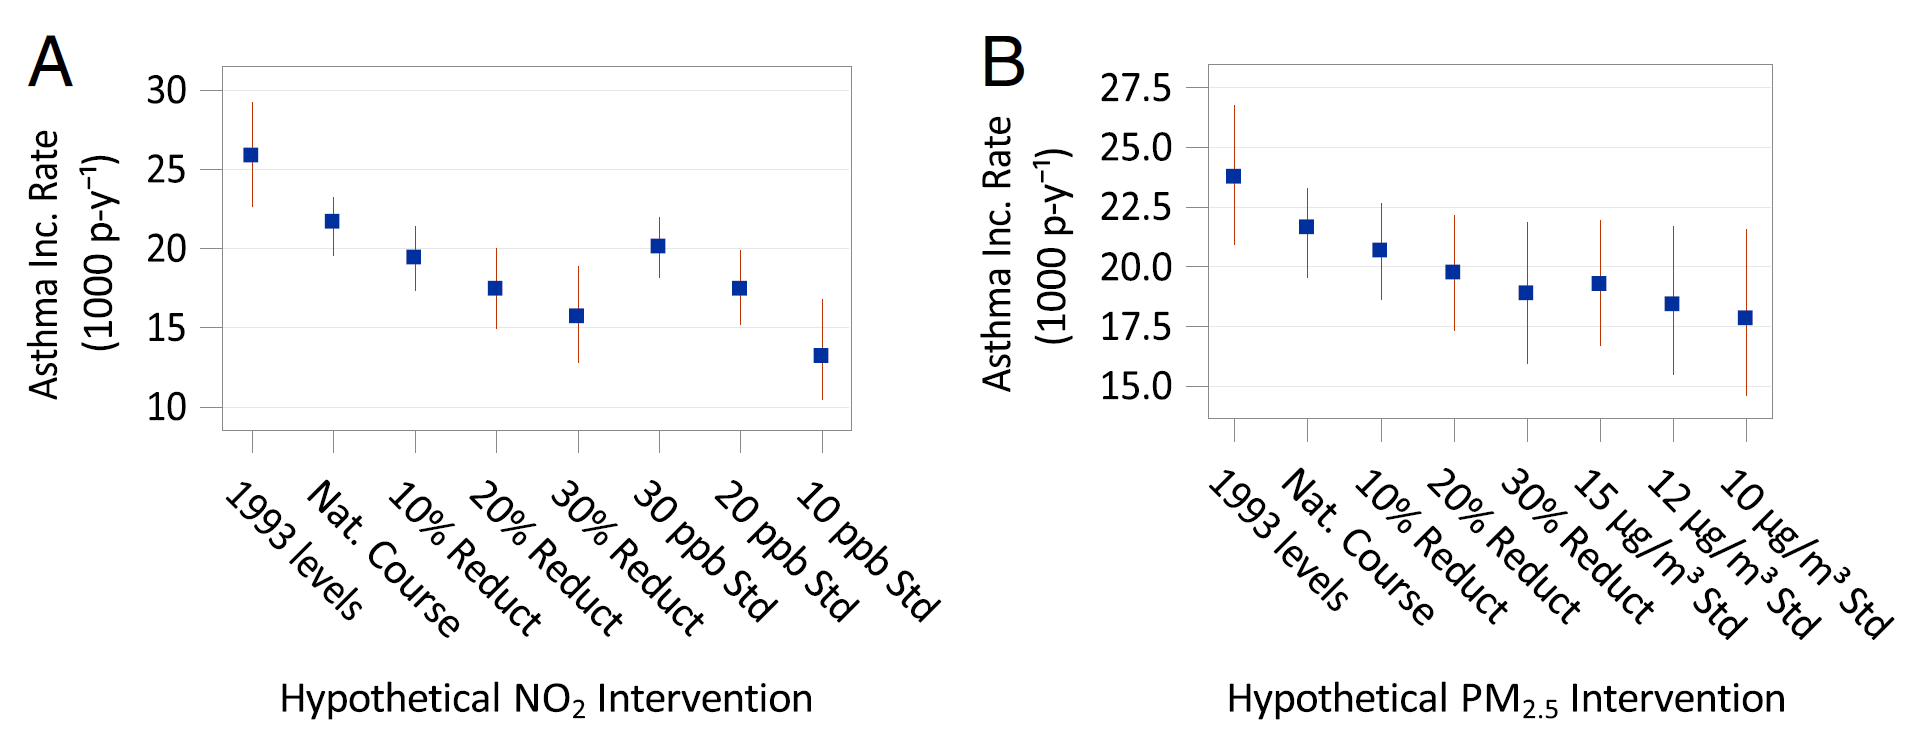 A
Asthma Inc. Rate
(1000 p-y⁻¹)
30
25
20
15
10
1993 levels
Nat. Course
10% Reduct
20% Reduct
30% Reduct
30 ppb Std
20 ppb Std
10 ppb Std
Hypothetical NO₂ Intervention
B
Asthma Inc. Rate
(1000 p-y⁻¹)
27.5
25.0
22.5
20.0
17.5
15.0
1993 levels
Nat. Course
10% Reduct
20% Reduct
30% Reduct
15 µg/m³ Std
12 µg/m³ Std
10 µg/m³ Std
Hypothetical PM₂.₅ Intervention